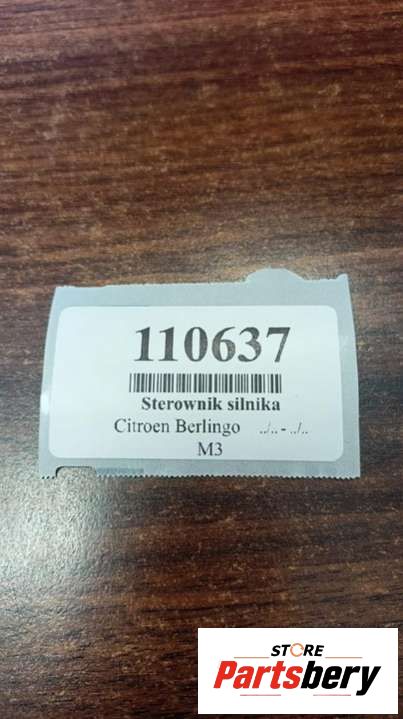 110637
Sterownik silnika
Citroen Berlingo ../.. - ../..
M3
STORE
Partsbery